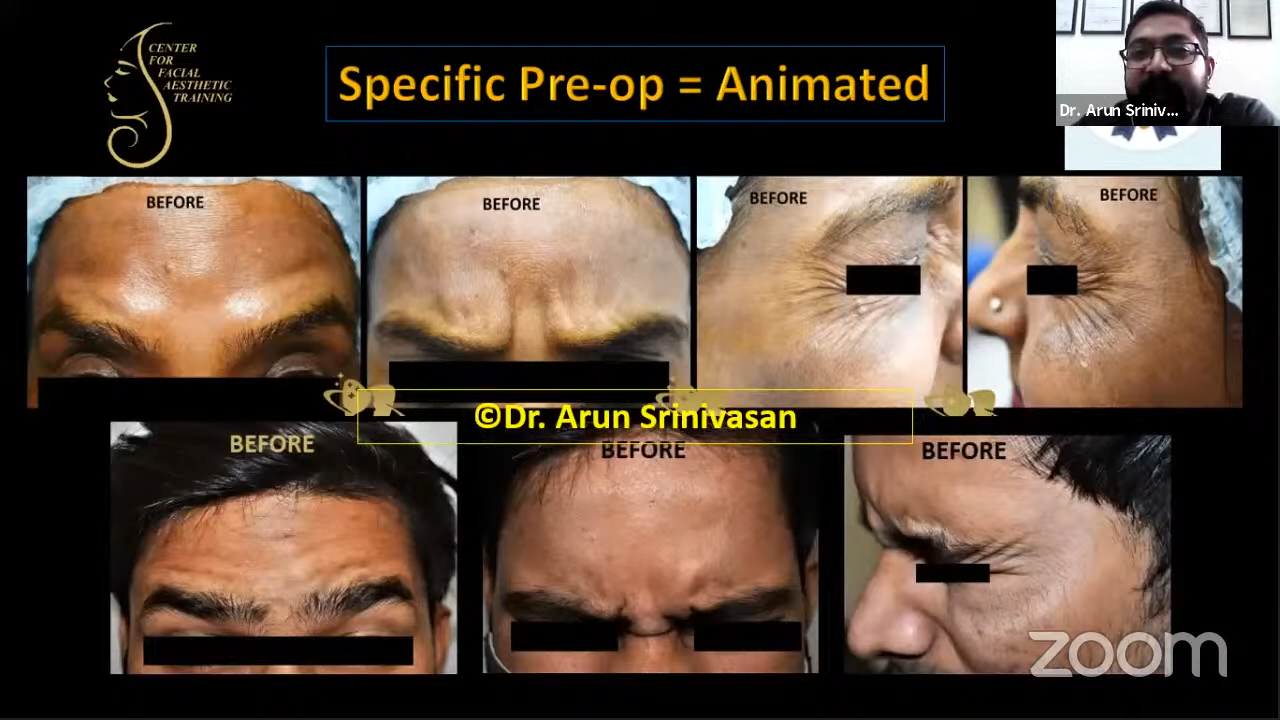 CENTER
FOR
FACIAL
AESTHETIC
TRAINING
Specific Pre-op = Animated
Dr. Arun Sriniv...
BEFORE
BEFORE
BEFORE
BEFORE
©Dr. Arun Srinivasan
BEFORE
BEFORE
BEFORE
zoom